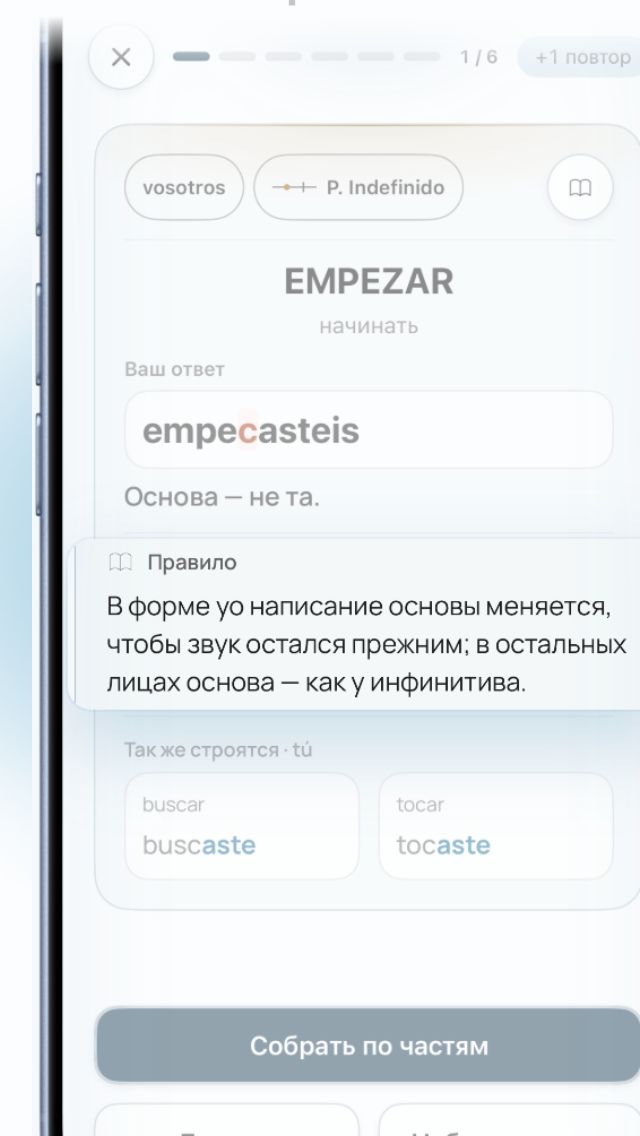 1 / 6
+1 повтор
vosotros
P. Indefinido
EMPEZAR
начинать
Ваш ответ
empecasteis
Основа — не та.
Правило
В форме yo написание основы меняется,
чтобы звук остался прежним; в остальных
лицах основа — как у инфинитива.
Так же строятся · tú
buscar
tocar
buscaste
tocaste
Собрать по частям